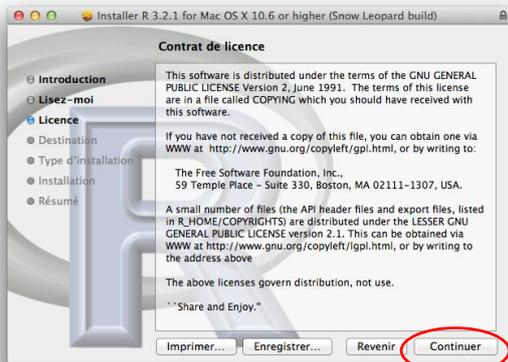 Installer R 3.2.1 for Mac OS X 10.6 or higher (Snow Leopard build)
Contrat de licence
Introduction
Lisez-moi
Licence
Destination
Type d'installation
Installation
Résumé
This software is distributed under the terms of the GNU GENERAL
PUBLIC LICENSE Version 2, June 1991.  The terms of this license
are in a file called COPYING which you should have received with
this software.
If you have not received a copy of this file, you can obtain one via
WWW at  http://www.gnu.org/copyleft/gpl.html, or by writing to:
The Free Software Foundation, Inc.,
59 Temple Place - Suite 330, Boston, MA 02111-1307, USA.
A small number of files (the API header files and export files, listed
in R_HOME/COPYRIGHTS) are distributed under the LESSER GNU
GENERAL PUBLIC LICENSE version 2.1. This can be obtained via
WWW at http://www.gnu.org/copyleft/lgpl.html, or by writing to
the address above
The above licenses govern distribution, not use.
``Share and Enjoy.''
Imprimer... Enregistrer... Revenir Continuer